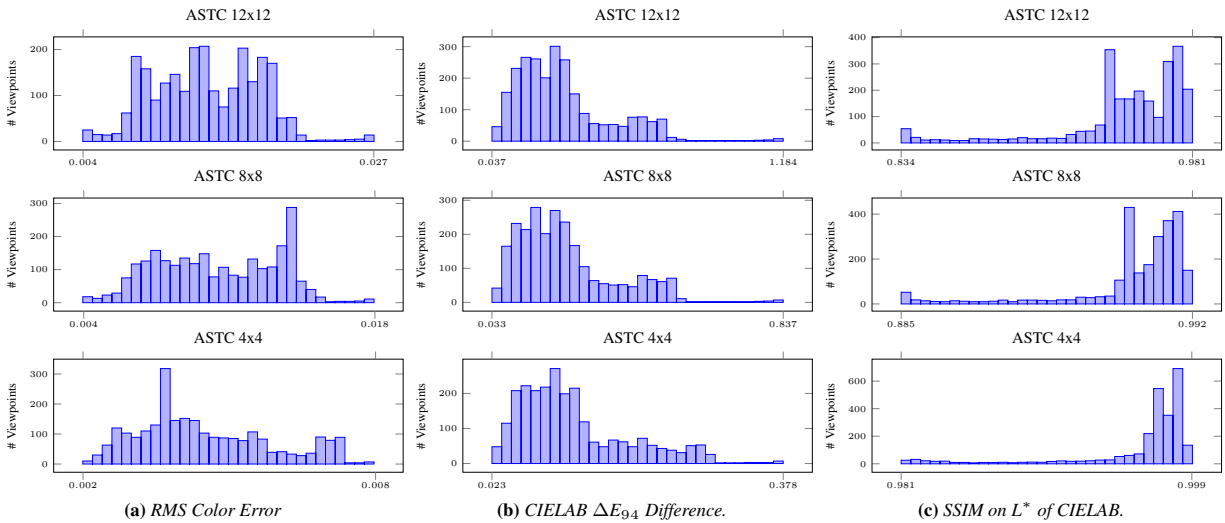 ASTC 12x12 ASTC 12x12 ASTC 12x12
# Viewpoints 200 100 0 0.004 0.027
#Viewpoints 300 200 100 0 0.037 1.184
# Viewpoints 400 300 200 100 0 0.834 0.981
ASTC 8x8 ASTC 8x8 ASTC 8x8
# Viewpoints 300 200 100 0 0.004 0.018
# Viewpoints 300 200 100 0 0.033 0.837
# Viewpoints 400 200 0 0.885 0.992
ASTC 4x4 ASTC 4x4 ASTC 4x4
# Viewpoints 300 200 100 0 0.002 0.008
# Viewpoints 200 100 0 0.023 0.378
# Viewpoints 600 400 200 0 0.981 0.999
(a) RMS Color Error
(b) CIELAB ΔE₉₄ Difference.
(c) SSIM on L* of CIELAB.